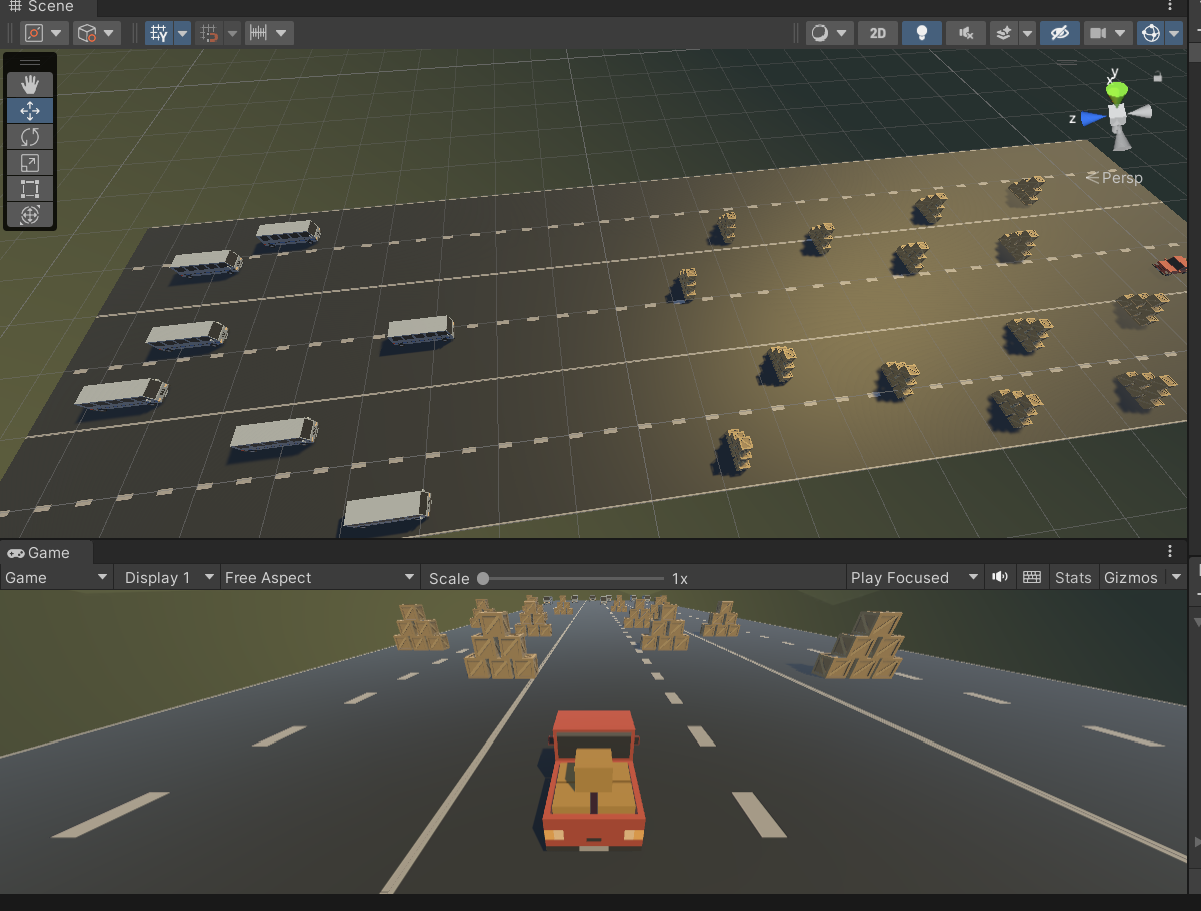 Scene
2D
y
x
z
Persp
Game
Game Display 1 Free Aspect Scale 1x Play Focused Stats Gizmos